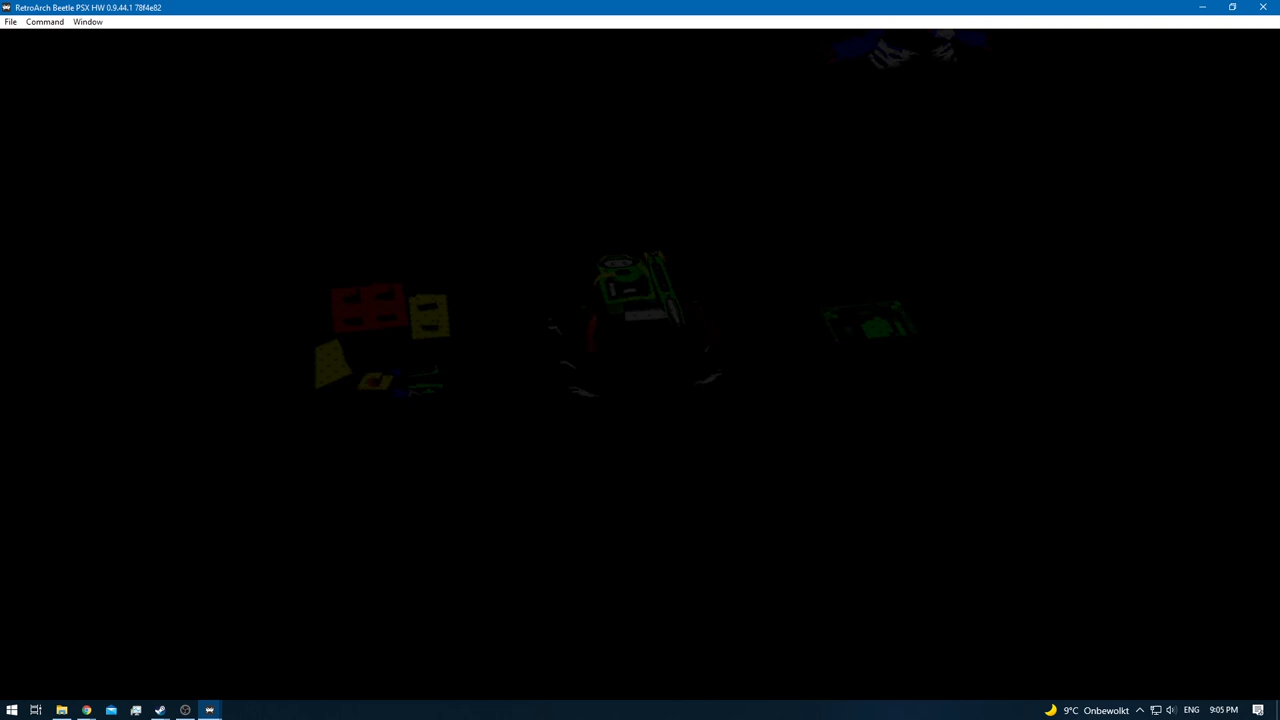 RetroArch Beetle PSX HW 0.9.44.1 78f4e82
File Command Window
9°C Onbewolkt ENG 9:05 PM